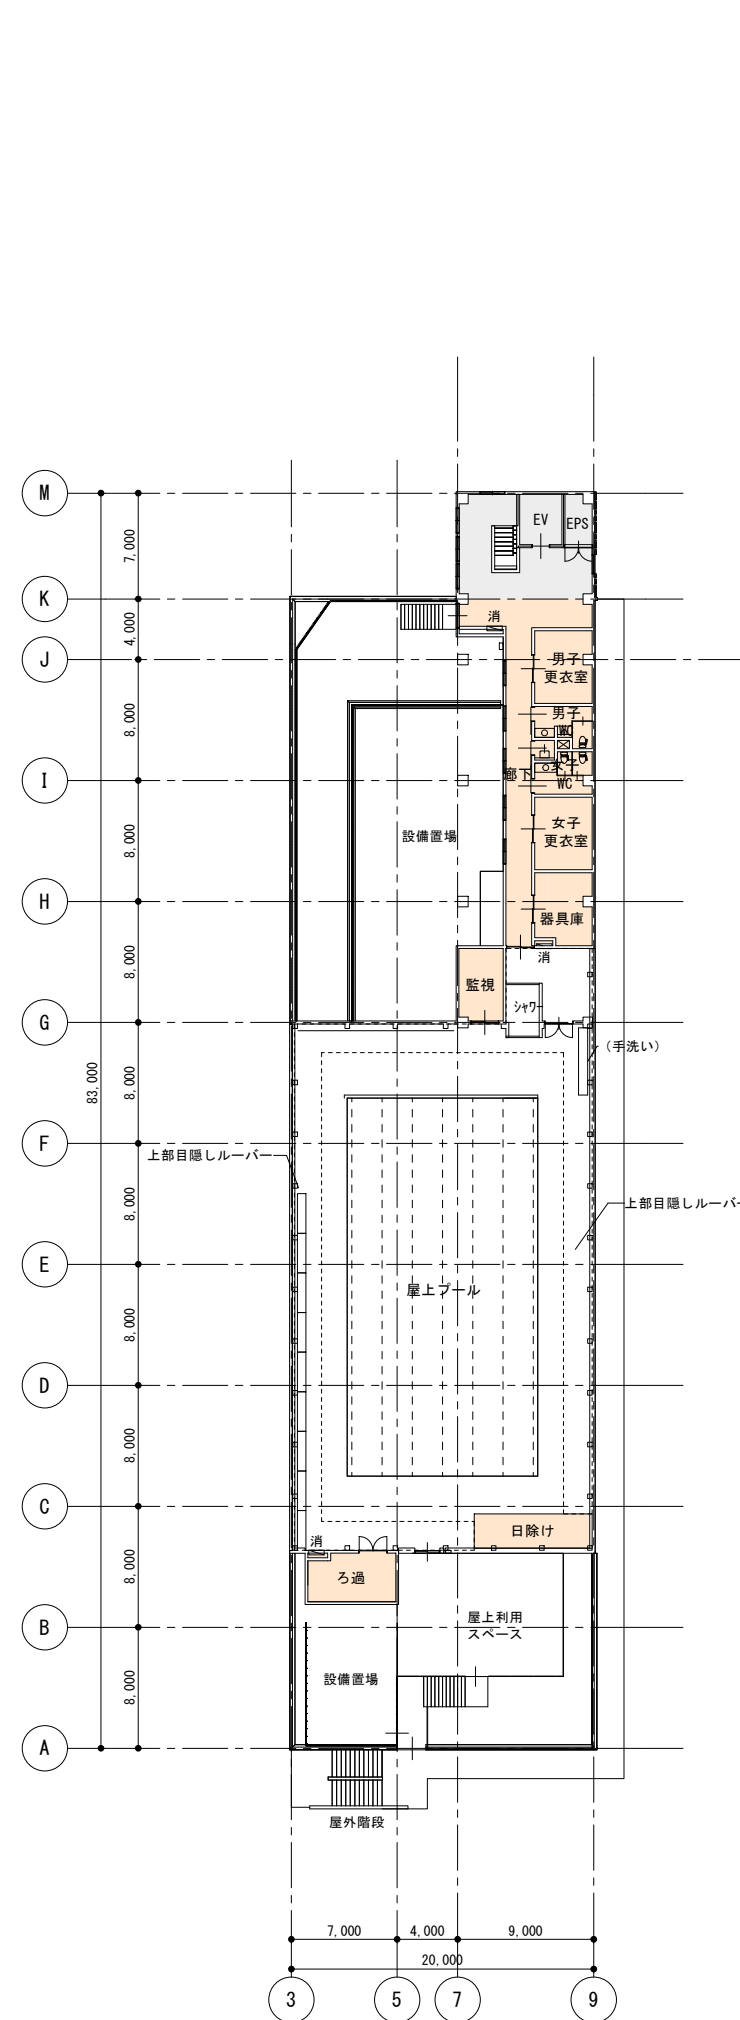 M
7,000
EV
EPS
K
4,000
消
J
男子
更衣室
8,000
男子
WC
女子
廊下
I
WC
8,000
女子
更衣室
設備置場
H
器具庫
8,000
消
監視
シャワー
G
(手洗い)
83,000
8,000
F
上部目隠しルーバー
8,000
上部目隠しルーバー
E
屋上プール
8,000
D
8,000
C
日除け
消
8,000
ろ過
B
屋上利用
スペース
8,000
設備置場
A
屋外階段
7,000
4,000
9,000
20,000
3
5
7
9